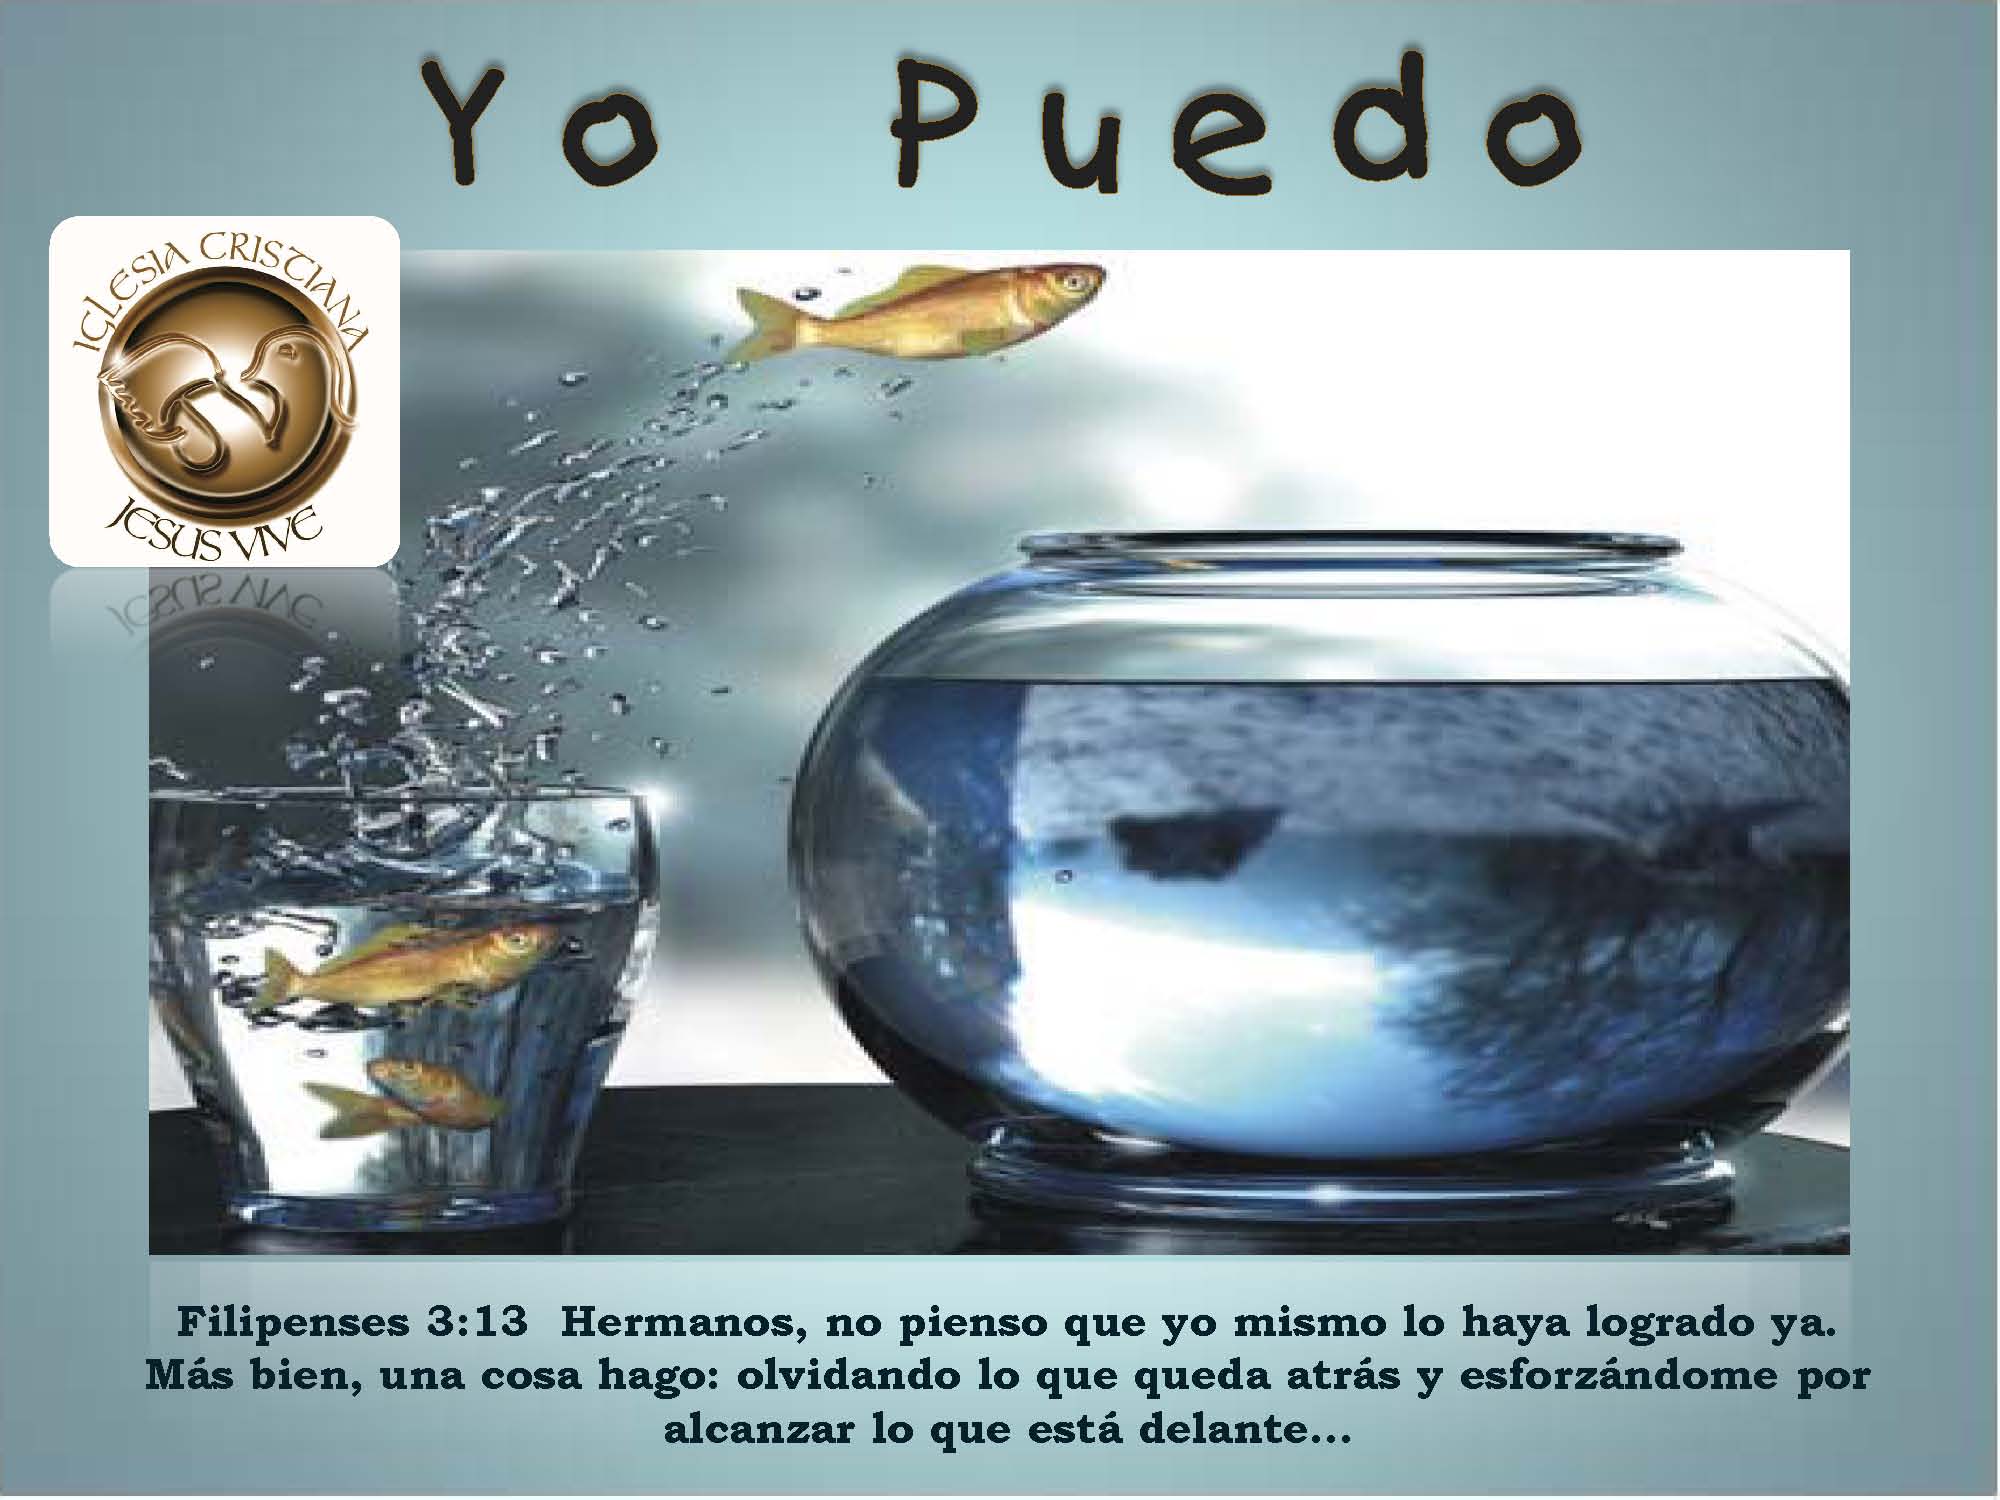 Yo Puedo
IGLESIA CRISTIANA
JV
JESUS VIVE
Filipenses 3:13  Hermanos, no pienso que yo mismo lo haya logrado ya.
Más bien, una cosa hago: olvidando lo que queda atrás y esforzándome por
alcanzar lo que está delante...